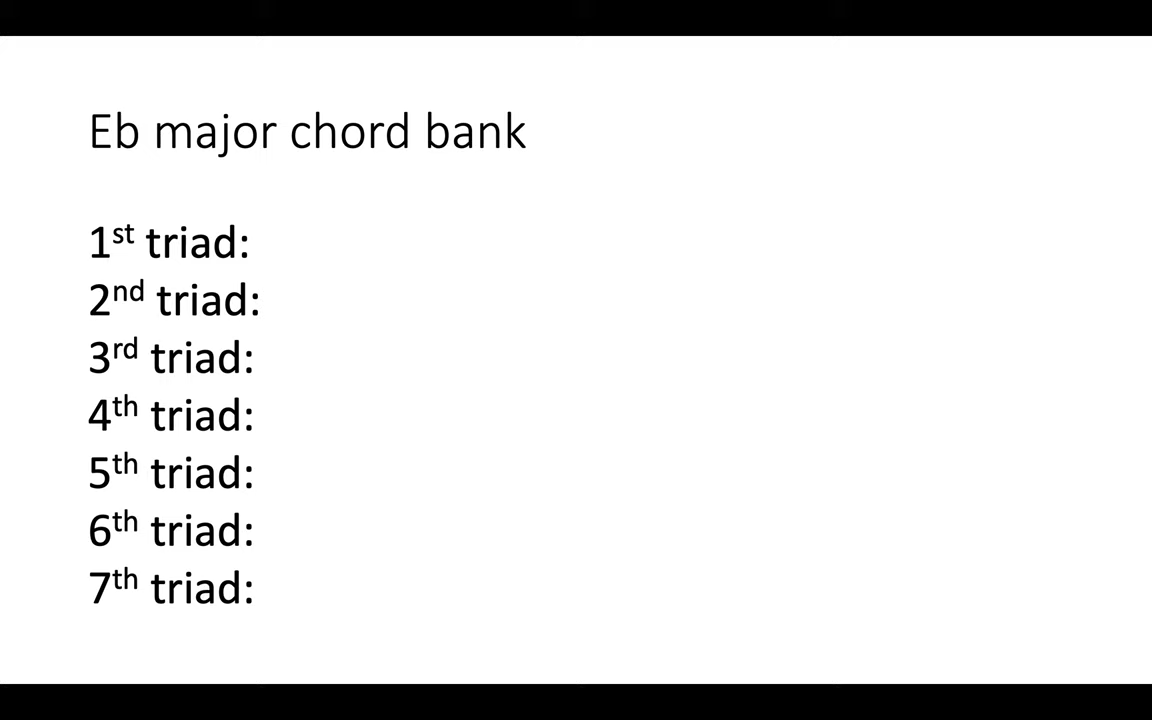 Eb major chord bank
1st triad:
2nd triad:
3rd triad:
4th triad:
5th triad:
6th triad:
7th triad: